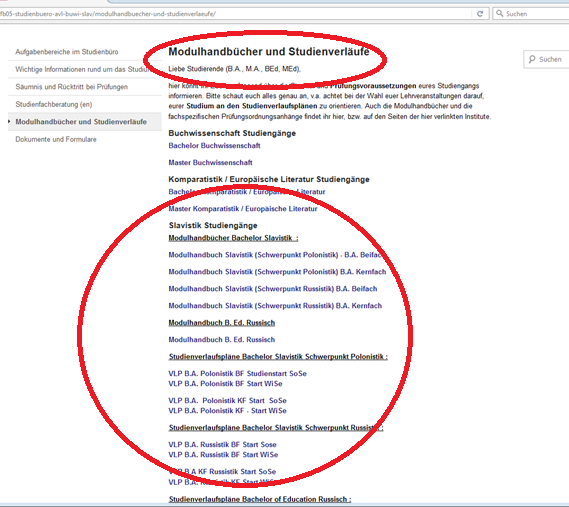 fb05-studienbuero-avl-buwi-slav/modulhandbuecher-und-studienverlaeufe/
Suchen
Aufgabenbereiche im Studienbüro
Wichtige Informationen rund um das Studium
Säumnis und Rücktritt bei Prüfungen
Studienfachberatung (en)
Modulhandbücher und Studienverläufe
Dokumente und Formulare
Suchen
Modulhandbücher und Studienverläufe
Liebe Studierende (B.A., M.A., BEd, MEd),
hier könnt ihr und Prüfungsvoraussetzungen eures Studiengangs
informieren. Bitte schaut euch alles genau an, v.a. achtet bei der Wahl euer Lehrveranstaltungen darauf,
eurer Studium an den Studienverlaufplänen zu orientieren. Auch die Modulhandbücher und die
fachspezifischen Prüfungsordnungsanhänge findet ihr hier, bzw. auf den Seiten der hier verlinkten Institute.
Buchwissenschaft Studiengänge
Bachelor Buchwissenschaft
Master Buchwissenschaft
Komparatistik / Europäische Literatur Studiengänge
Bachelor Komparatistik / Europäische Literatur
Master Komparatistik / Europäische Literatur
Slavistik Studiengänge
Modulhandbücher Bachelor Slavistik :
Modulhandbuch Slavistik (Schwerpunkt Polonistik) - B.A. Beifach
Modulhandbuch Slavistik (Schwerpunkt Polonistik) B.A. Kernfach
Modulhandbuch Slavistik (Schwerpunkt Russistik) B.A. Beifach
Modulhandbuch Slavistik (Schwerpunkt Russistik) B.A. Kernfach
Modulhandbuch B. Ed. Russisch
Modulhandbuch B. Ed. Russisch
Studienverlaufspläne Bachelor Slavistik Schwerpunkt Polonistik :
VLP B.A. Polonistik BF Studienstart SoSe
VLP B.A. Polonistik BF Start WiSe
VLP B.A. Polonistik KF Start SoSe
VLP B.A. Polonistik KF - Start WiSe
Studienverlaufspläne Bachelor Slavistik Schwerpunkt Russistik :
VLP B.A. Russistik BF Start Sose
VLP B.A. Russistik BF Start WiSe
VLP B.A KF Russistik Start SoSe
VLP B.A. Russistik KF Start WiSe
Studienverlaufspläne Bachelor of Education Russisch :